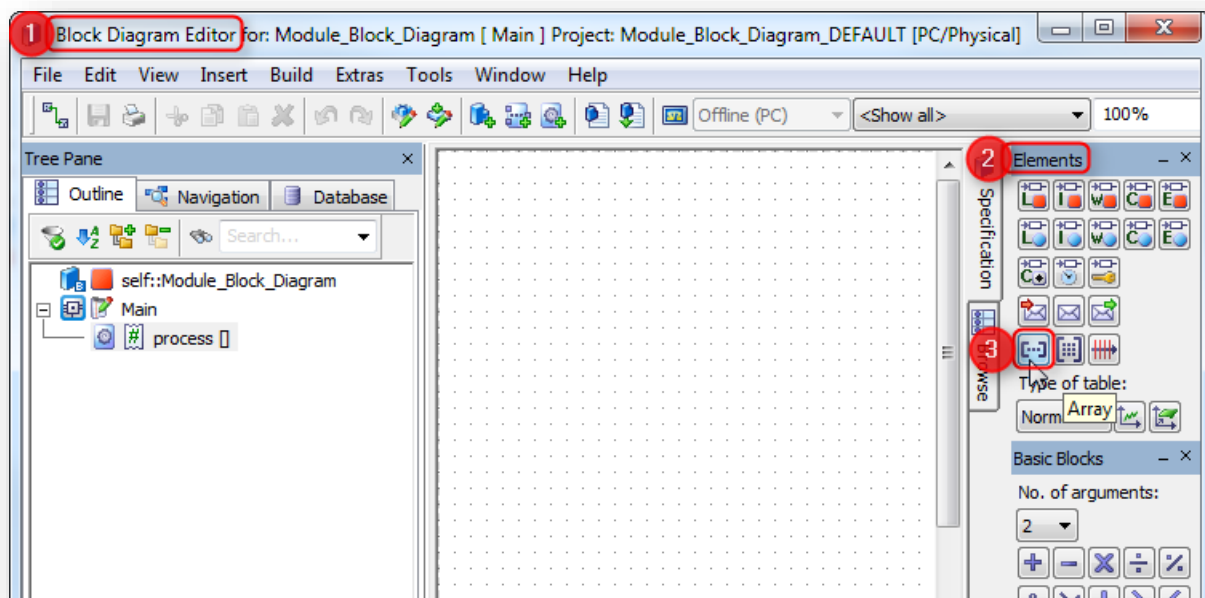 1 Block Diagram Editor for: Module_Block_Diagram [ Main ] Project: Module_Block_Diagram_DEFAULT [PC/Physical]
File Edit View Insert Build Extras Tools Window Help
Offline (PC) <Show all> 100%
Tree Pane
Outline Navigation Database
Search...
self::Module_Block_Diagram
Main
process []
Specification
Browse
2 Elements
L I W C E
L I W C E
C
3
Type of table:
Norm
Array
Basic Blocks
No. of arguments:
2